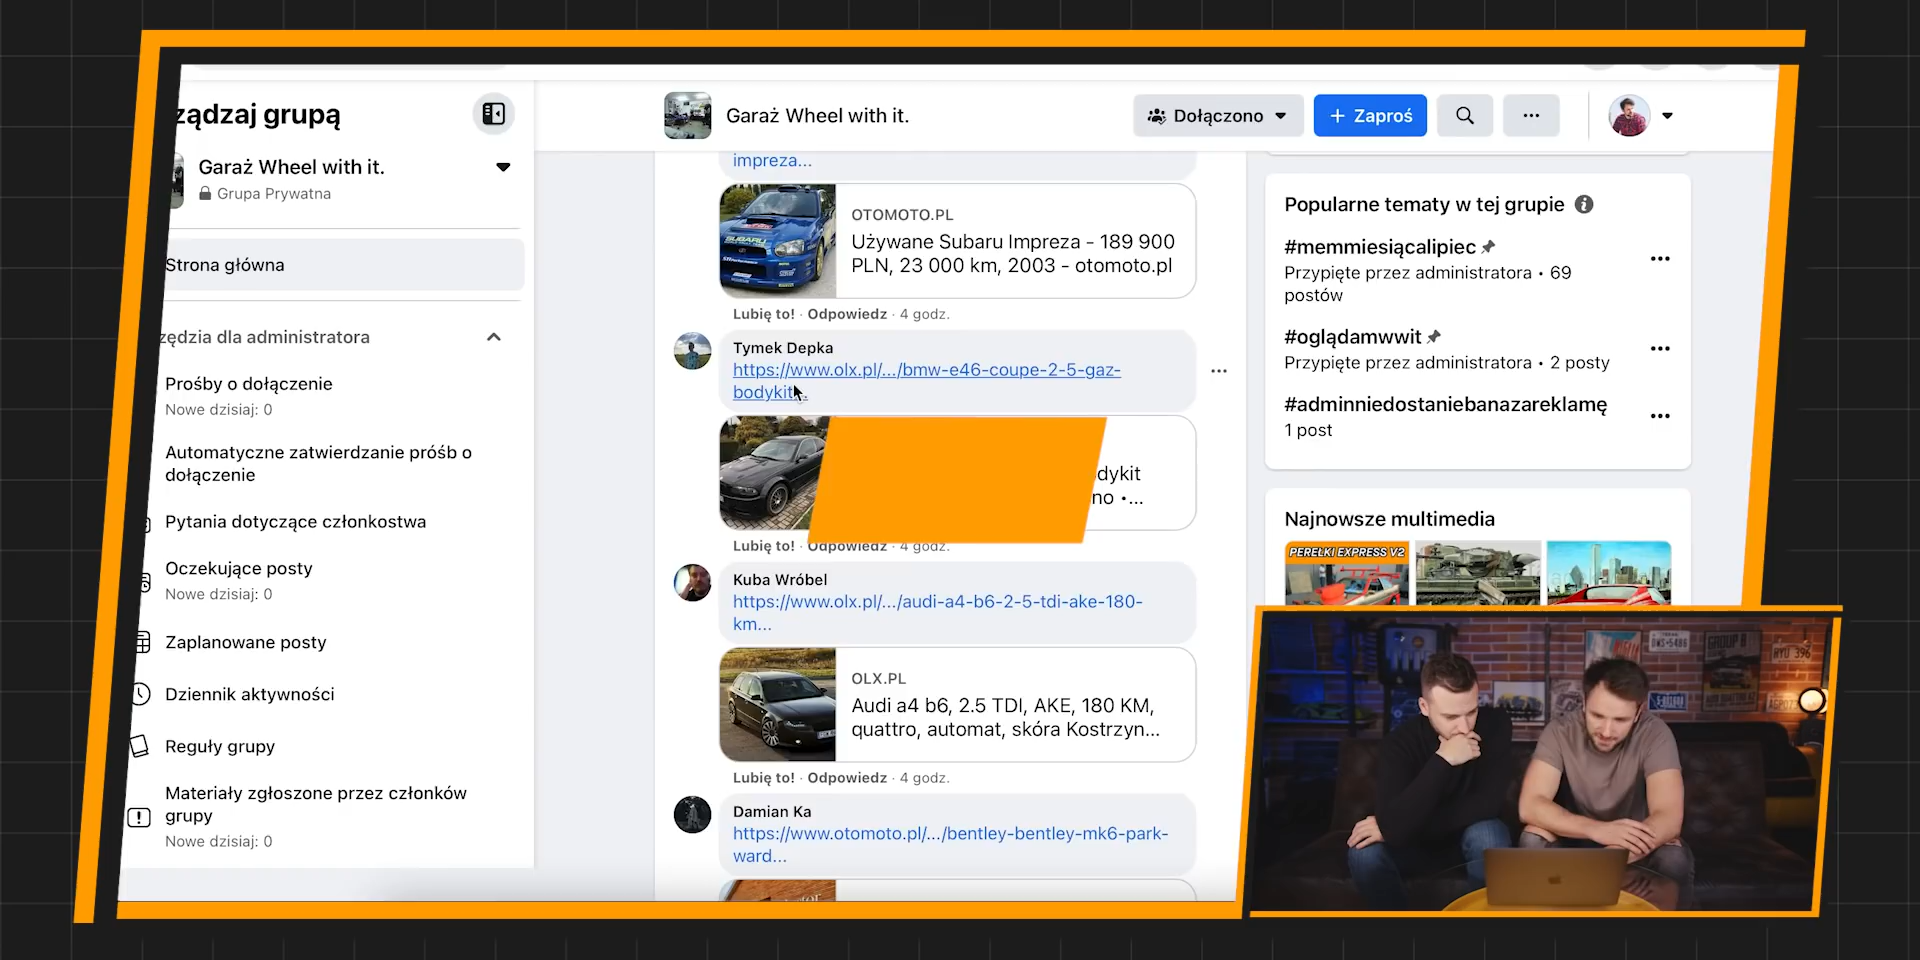 ządzaj grupą
Garaż Wheel with it.
Grupa Prywatna
Strona główna
zędzia dla administratora
Prośby o dołączenie
Nowe dzisiaj: 0
Automatyczne zatwierdzanie próśb o
dołączenie
Pytania dotyczące członkostwa
Oczekujące posty
Nowe dzisiaj: 0
Zaplanowane posty
Dziennik aktywności
Reguły grupy
Materiały zgłoszone przez członków
grupy
Nowe dzisiaj: 0
Garaż Wheel with it.
Dołączono
+ Zaproś
impreza...
OTOMOTO.PL
Używane Subaru Impreza - 189 900
PLN, 23 000 km, 2003 - otomoto.pl
Lubię to! · Odpowiedz · 4 godz.
Tymek Depka
https://www.olx.pl/.../bmw-e46-coupe-2-5-gaz-
bodykit...
dykit
no •...
Lubię to! · Odpowiedz · 4 godz.
Kuba Wróbel
https://www.olx.pl/.../audi-a4-b6-2-5-tdi-ake-180-
km...
OLX.PL
Audi a4 b6, 2.5 TDI, AKE, 180 KM,
quattro, automat, skóra Kostrzyn...
Lubię to! · Odpowiedz · 4 godz.
Damian Ka
https://www.otomoto.pl/.../bentley-bentley-mk6-park-
ward...
Popularne tematy w tej grupie
#memmiesiącalipiec
Przypięte przez administratora • 69
postów
#oglądamwwit
Przypięte przez administratora • 2 posty
#adminniedostaniebanazareklamę
1 post
Najnowsze multimedia
PEREŁKI EXPRESS V2
GROUP B
RYU 396